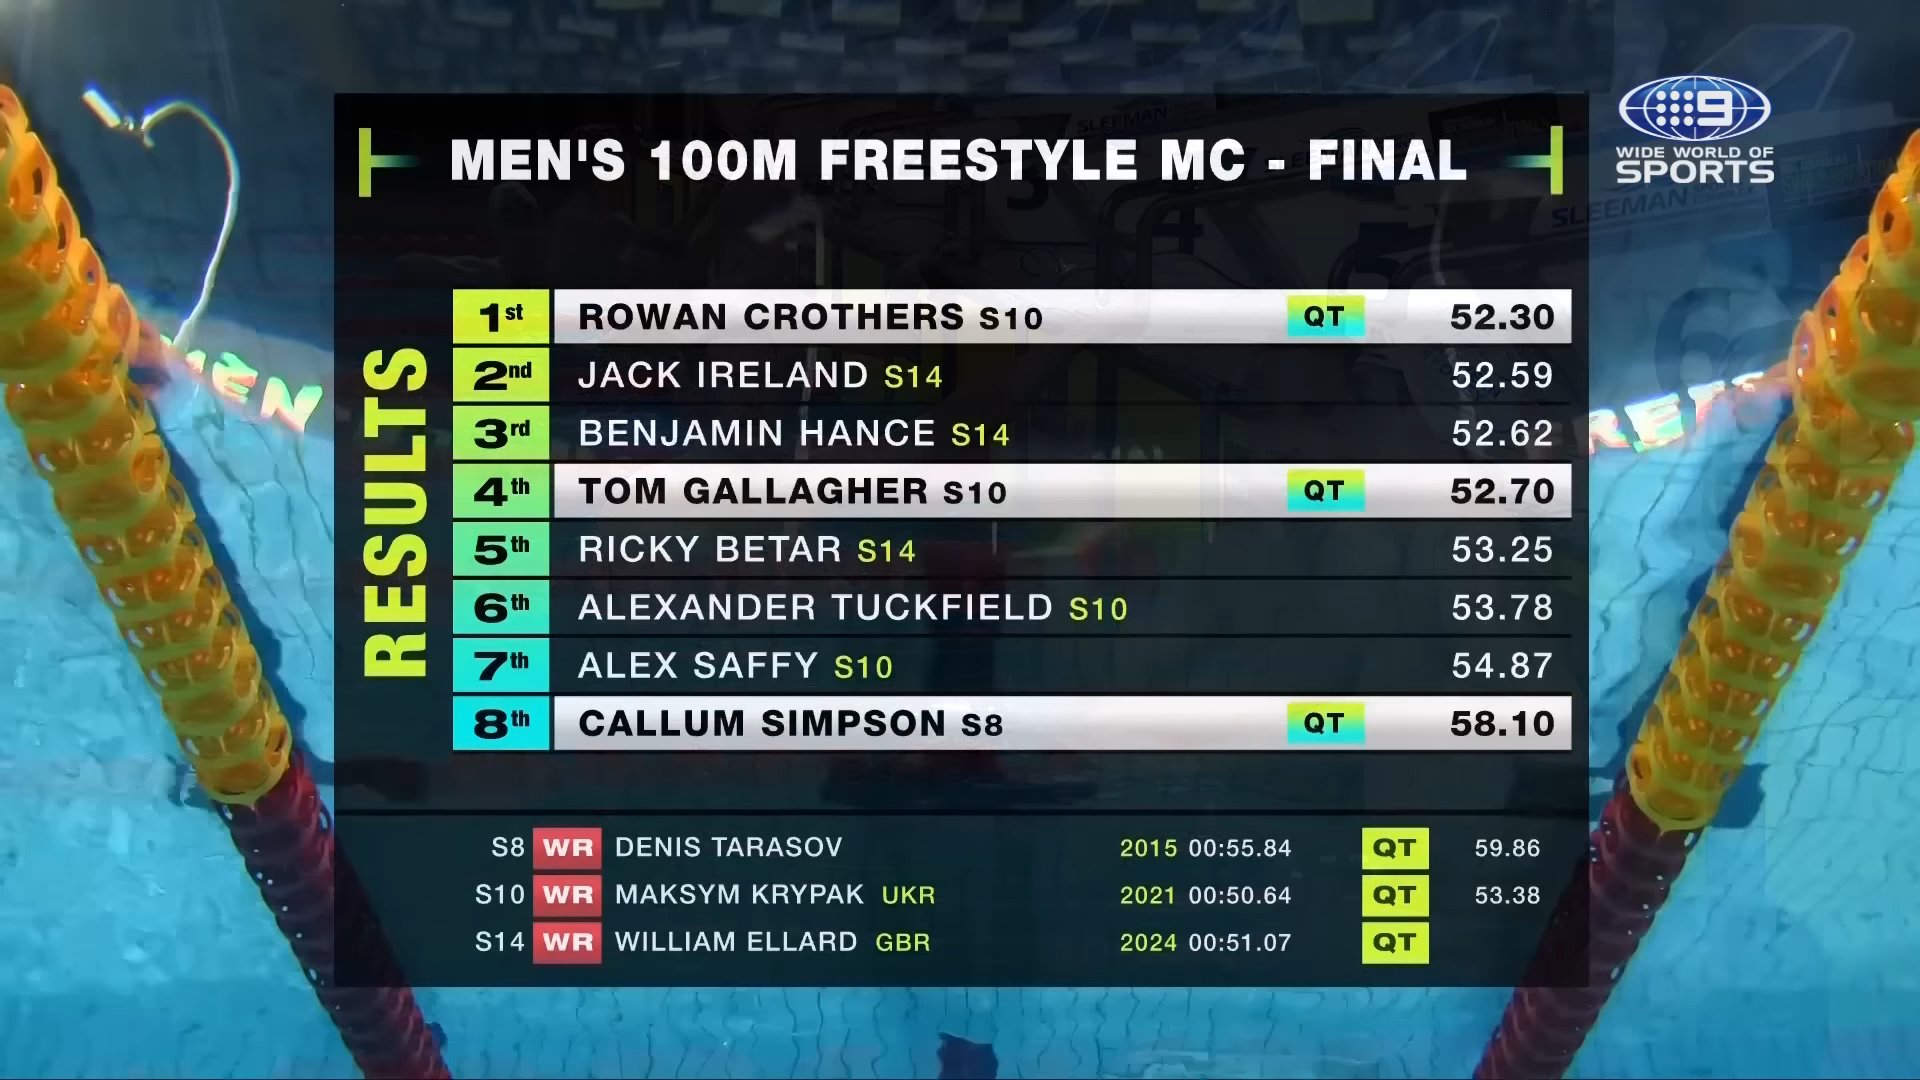 MEN'S 100M FREESTYLE MC - FINAL
9
WIDE WORLD OF
SPORTS
SLEEMAN
SLEEMAN
RESULTS
1st ROWAN CROTHERS S10 QT 52.30
2nd JACK IRELAND S14 52.59
3rd BENJAMIN HANCE S14 52.62
4th TOM GALLAGHER S10 QT 52.70
5th RICKY BETAR S14 53.25
6th ALEXANDER TUCKFIELD S10 53.78
7th ALEX SAFFY S10 54.87
8th CALLUM SIMPSON S8 QT 58.10
S8 WR DENIS TARASOV 2015 00:55.84 QT 59.86
S10 WR MAKSYM KRYPAK UKR 2021 00:50.64 QT 53.38
S14 WR WILLIAM ELLARD GBR 2024 00:51.07 QT